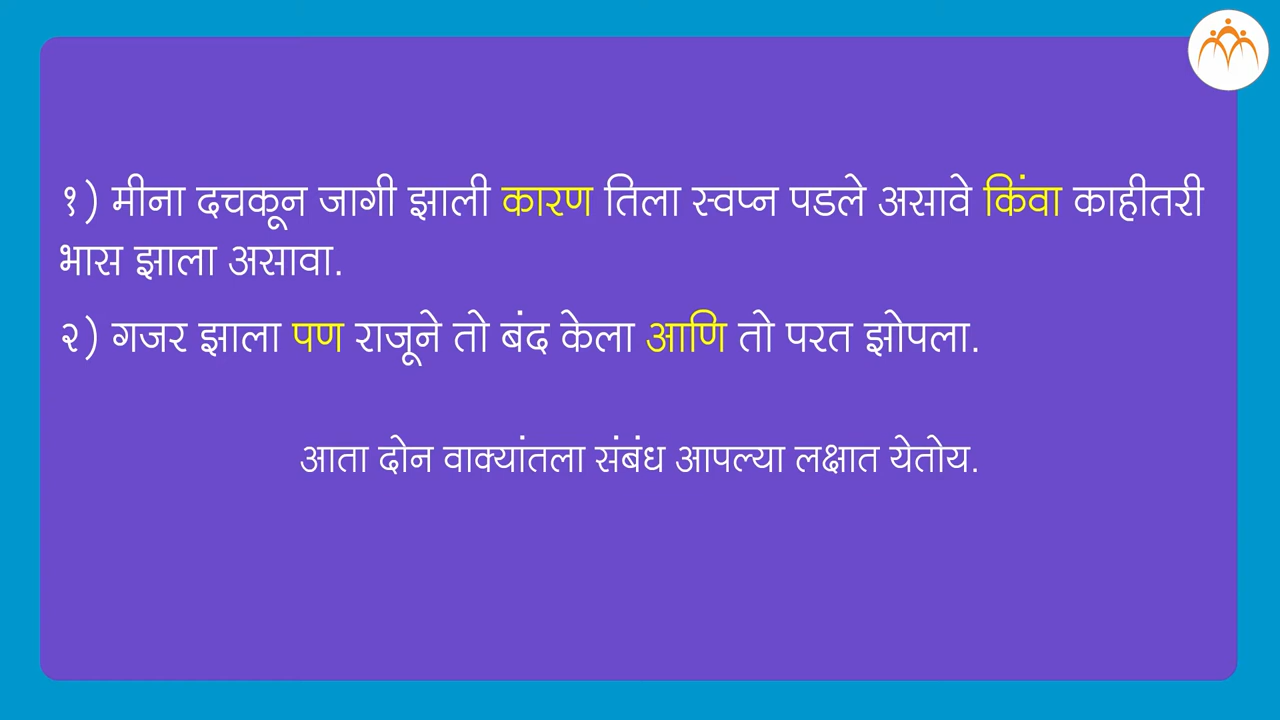 १) मीना दचकून जागी झाली कारण तिला स्वप्न पडले असावे किंवा काहीतरी
भास झाला असावा.
२) गजर झाला पण राजूने तो बंद केला आणि तो परत झोपला.
आता दोन वाक्यांतला संबंध आपल्या लक्षात येतोय.